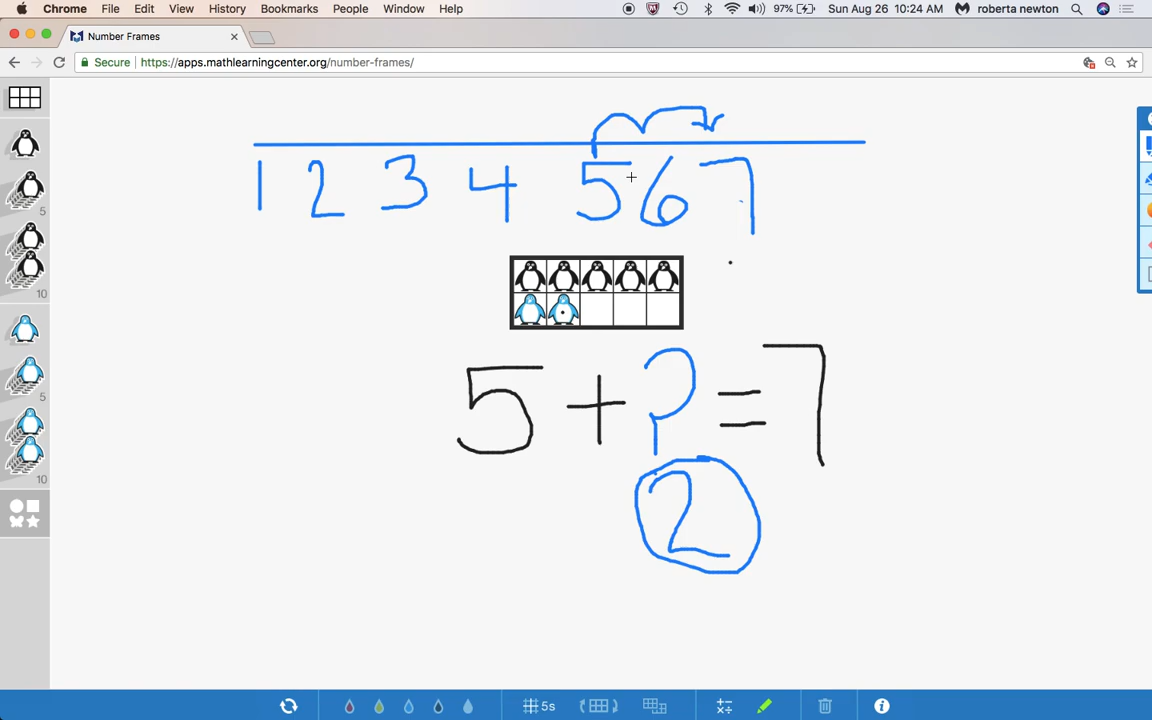 Chrome File Edit View History Bookmarks People Window Help 97% Sun Aug 26 10:24 AM roberta newton
Number Frames
Secure https://apps.mathlearningcenter.org/number-frames/
1 2 3 4 5 6 7
5
10
5 + ? = 7
5
2
10
5s